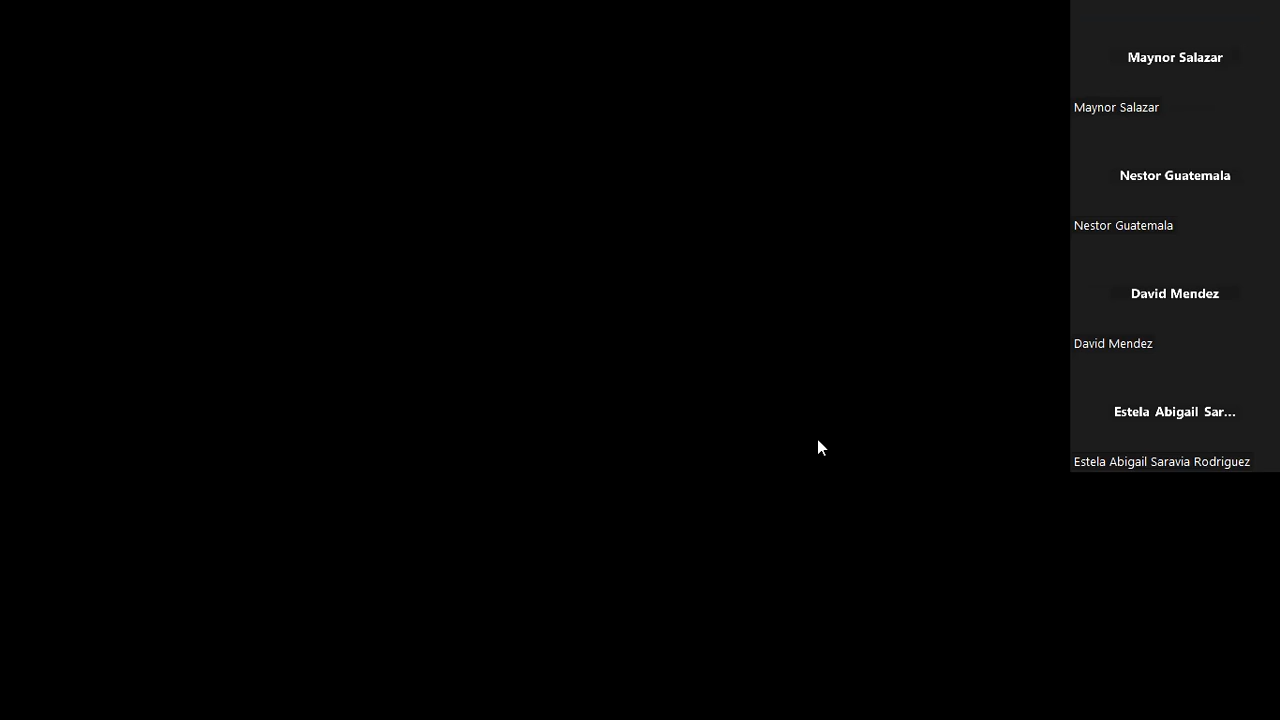 Maynor Salazar
Maynor Salazar
Nestor Guatemala
Nestor Guatemala
David Mendez
David Mendez
Estela Abigail Sar...
Estela Abigail Saravia Rodriguez